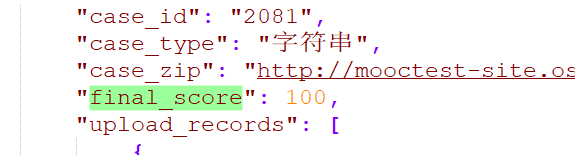 "case_id": "2081",
"case_type": "字符串",
"case_zip": "http://mooctest-site.os
"final_score": 100,
"upload_records": [
{